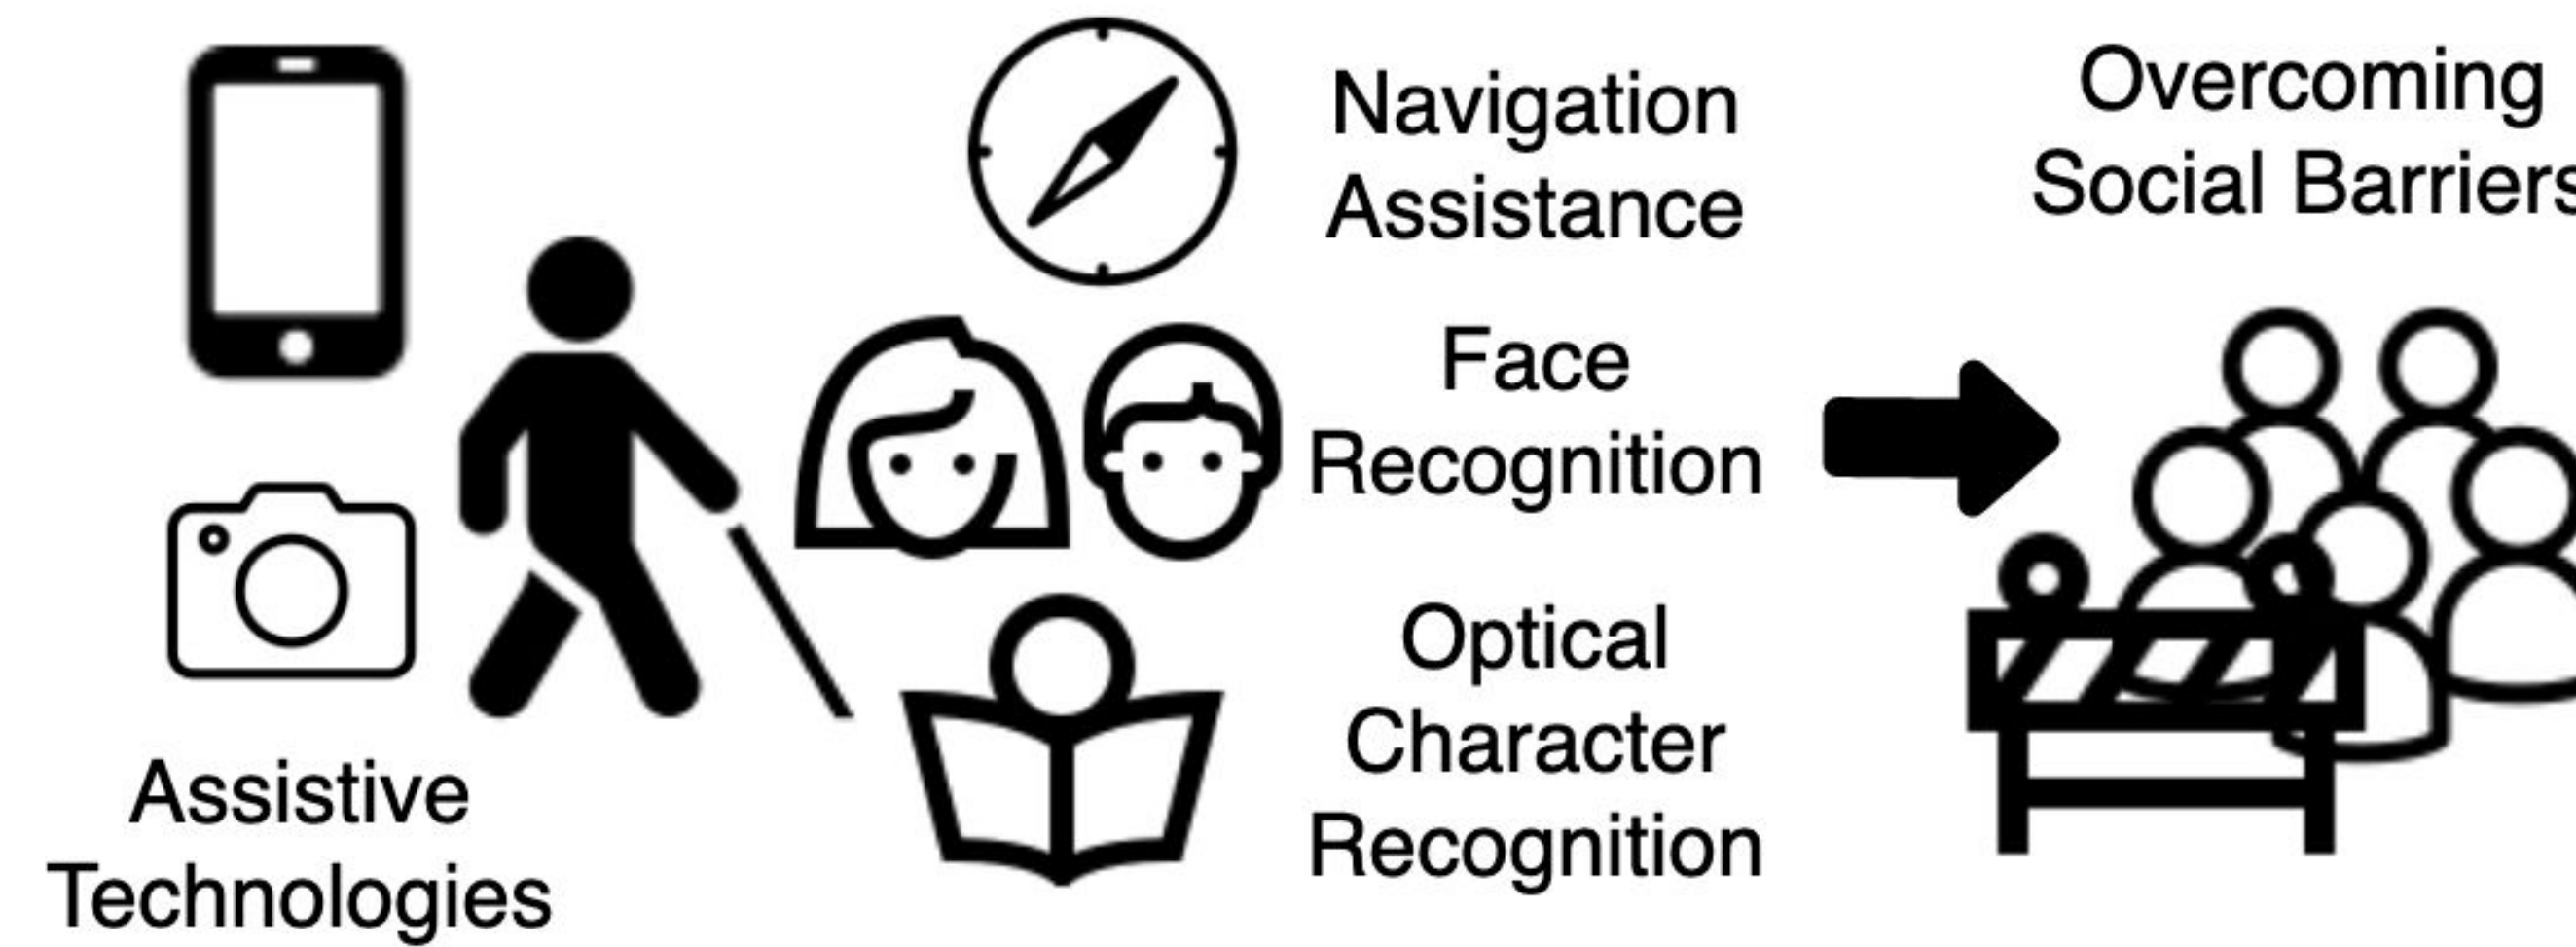 Assistive
Technologies
Navigation
Assistance
Face
Recognition
Optical
Character
Recognition
Overcoming
Social Barriers